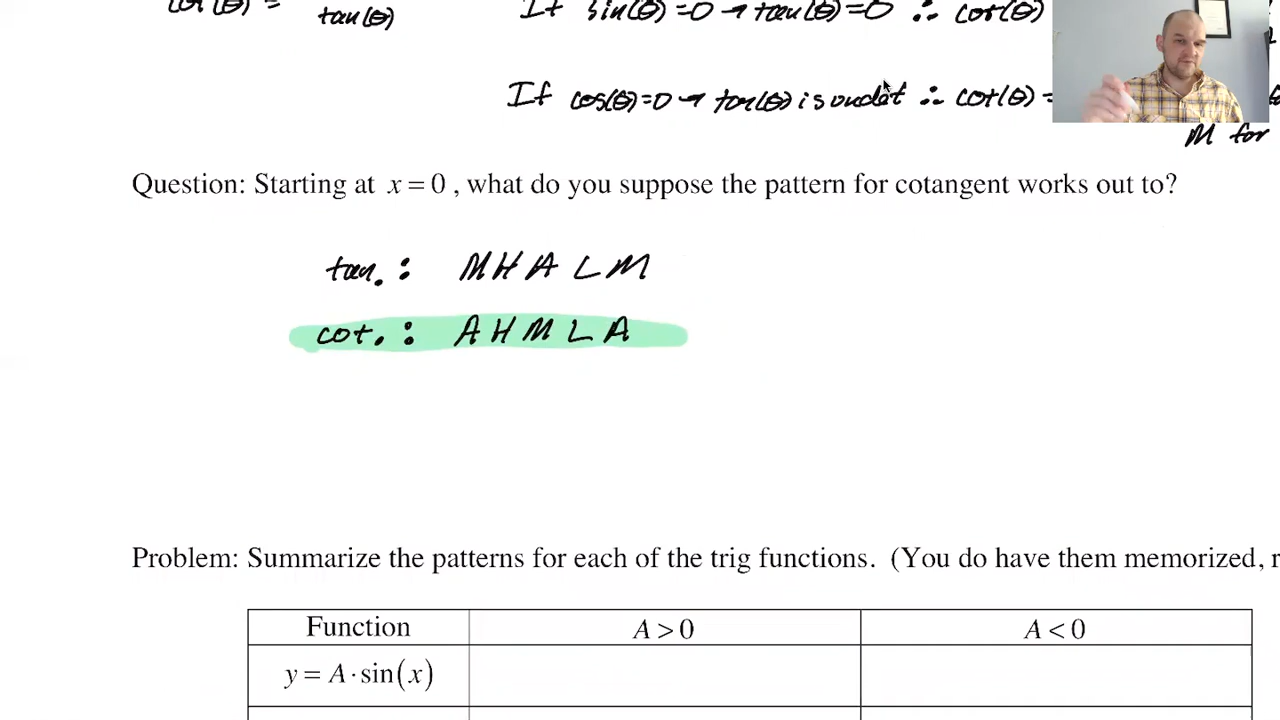 cot(θ) = tan(θ)
If sin(θ)=0 → tan(θ)=0 ∴ cot(θ)
If cos(θ)=0 → tan(θ) is undef ∴ cot(θ) =
M for
Question: Starting at x = 0 , what do you suppose the pattern for cotangent works out to?
tan. : M H A L M
cot. : A H M L A
Problem: Summarize the patterns for each of the trig functions. (You do have them memorized,
Function A > 0 A < 0
y = A · sin(x)